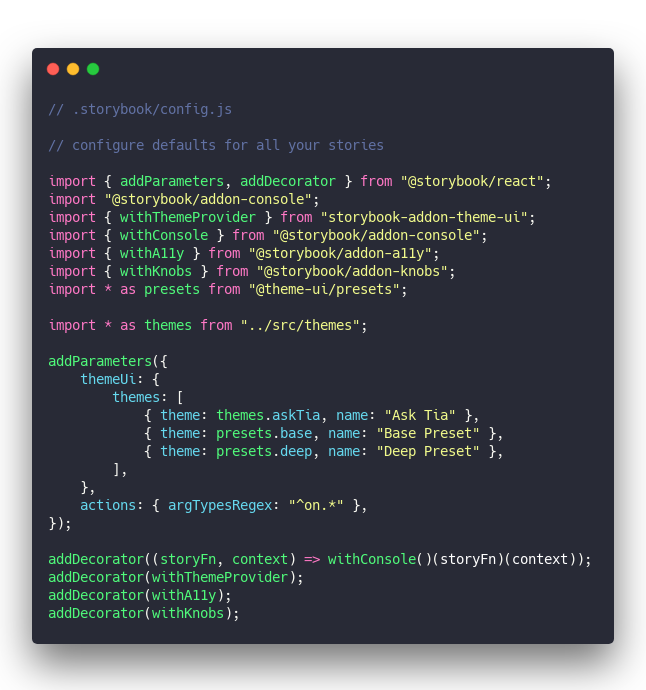 // .storybook/config.js
// configure defaults for all your stories
import { addParameters, addDecorator } from "@storybook/react";
import "@storybook/addon-console";
import { withThemeProvider } from "storybook-addon-theme-ui";
import { withConsole } from "@storybook/addon-console";
import { withA11y } from "@storybook/addon-a11y";
import { withKnobs } from "@storybook/addon-knobs";
import * as presets from "@theme-ui/presets";
import * as themes from "../src/themes";
addParameters({
    themeUi: {
        themes: [
            { theme: themes.askTia, name: "Ask Tia" },
            { theme: presets.base, name: "Base Preset" },
            { theme: presets.deep, name: "Deep Preset" },
        ],
    },
    actions: { argTypesRegex: "^on.*" },
});
addDecorator((storyFn, context) => withConsole()(storyFn)(context));
addDecorator(withThemeProvider);
addDecorator(withA11y);
addDecorator(withKnobs);